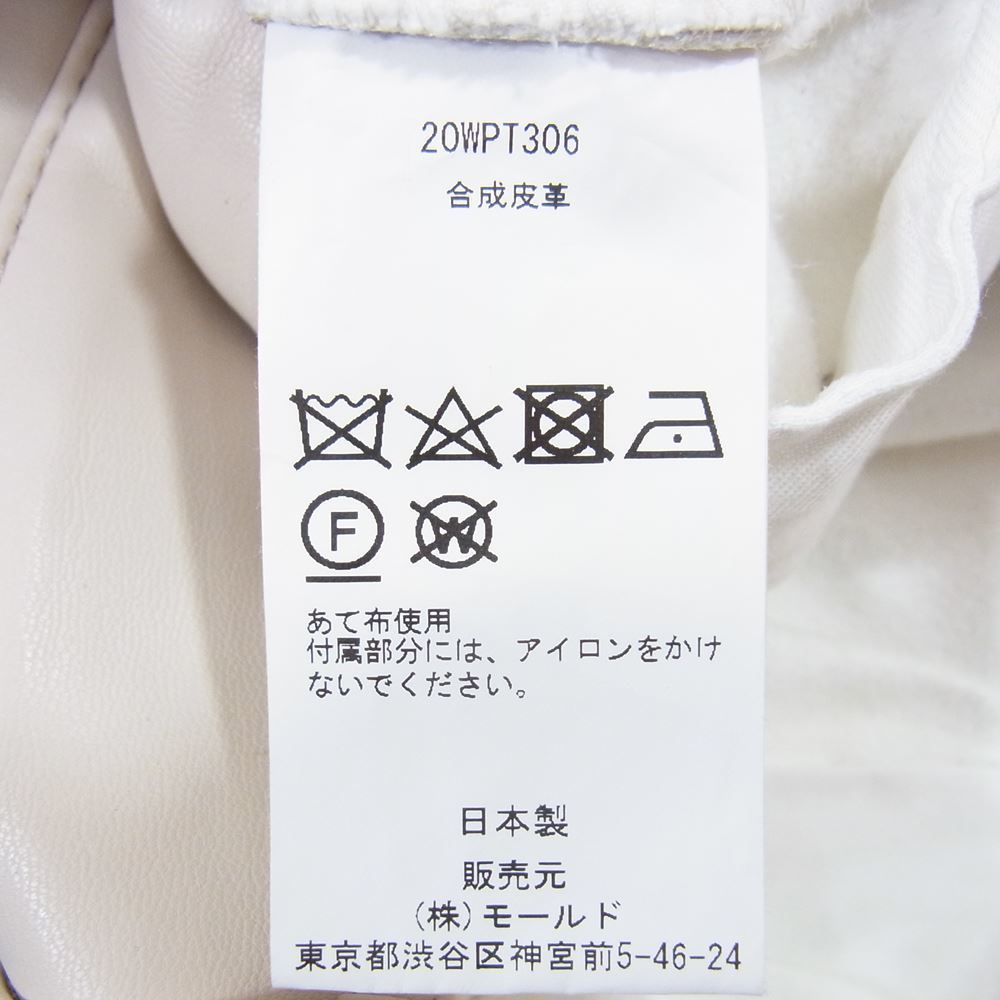 20WPT306
合成皮革
F W
あて布使用
付属部分には、アイロンをかけ
ないでください。
日本製
販売元
(株)モールド
東京都渋谷区神宮前5-46-24